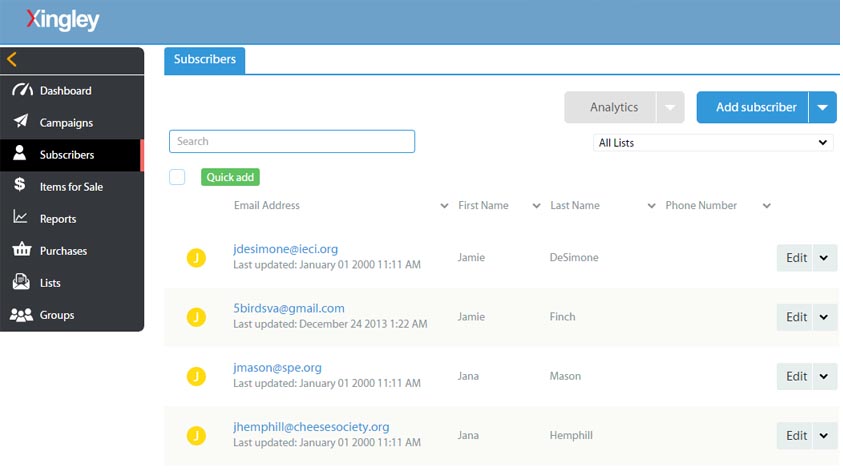 Xingley
Subscribers
Dashboard
Campaigns
Subscribers
Items for Sale
Reports
Purchases
Lists
Groups
Analytics
Add subscriber
Search
All Lists
Quick add
Email Address First Name Last Name Phone Number
J jdesimone@ieci.org Jamie DeSimone Edit
Last updated: January 01 2000 11:11 AM
J 5birdsva@gmail.com Jamie Finch Edit
Last updated: December 24 2013 1:22 AM
J jmason@spe.org Jana Mason Edit
Last updated: January 01 2000 11:11 AM
J jhemphill@cheesesociety.org Jana Hemphill Edit
Last updated: January 01 2000 11:11 AM